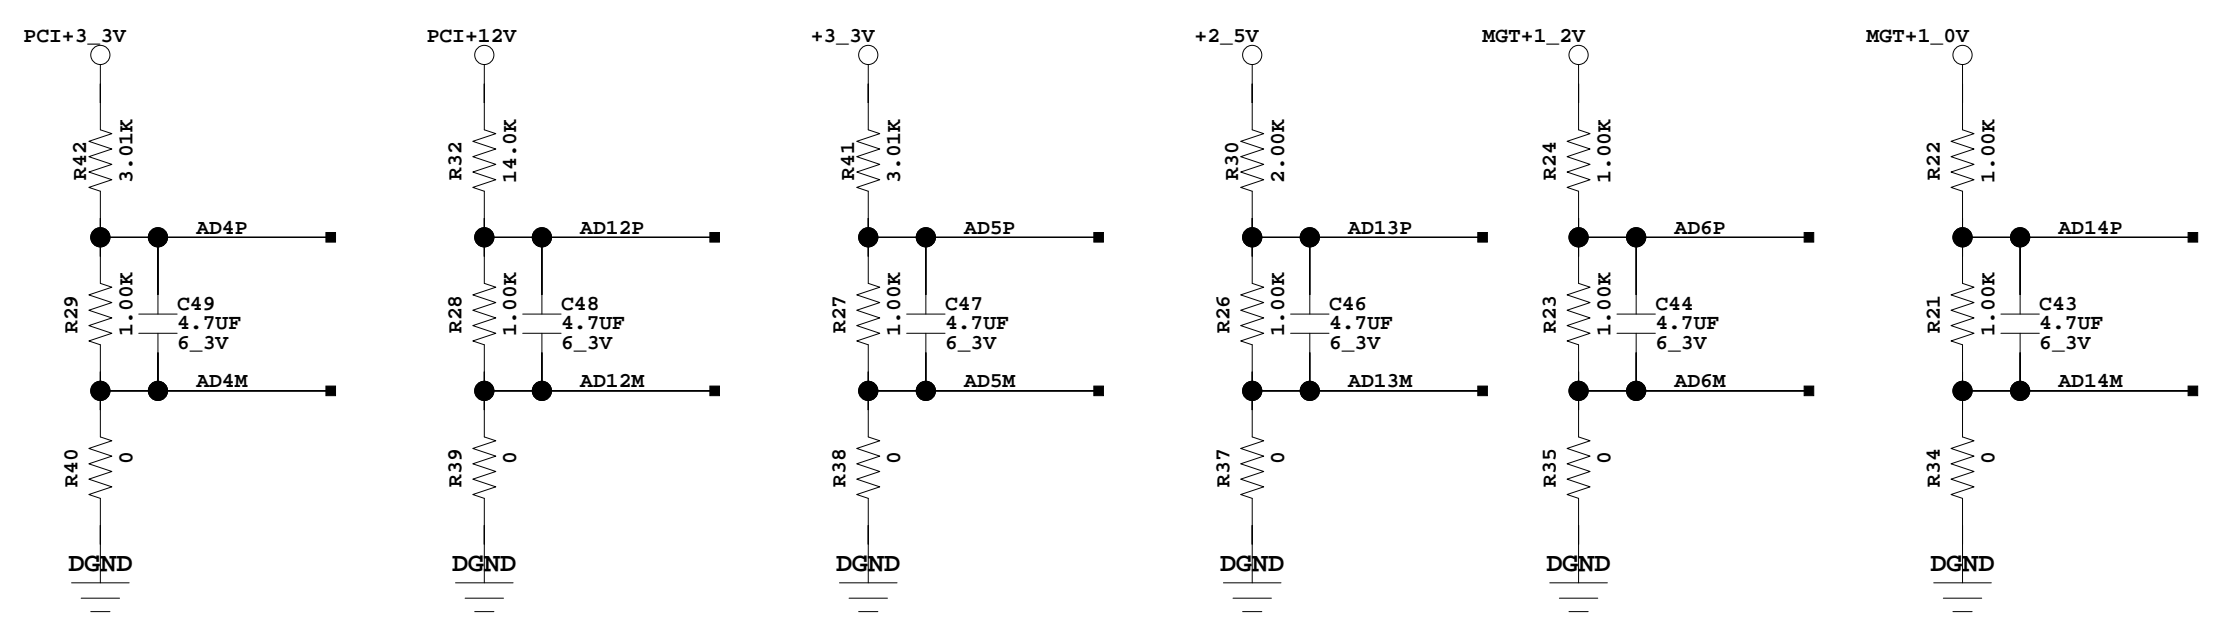 PCI+3_3V
R42
3.01K
AD4P
R29
1.00K
C49
4.7UF
6_3V
AD4M
R40
0
DGND
PCI+12V
R32
14.0K
AD12P
R28
1.00K
C48
4.7UF
6_3V
AD12M
R39
0
DGND
+3_3V
R41
3.01K
AD5P
R27
1.00K
C47
4.7UF
6_3V
AD5M
R38
0
DGND
+2_5V
R30
2.00K
AD13P
R26
1.00K
C46
4.7UF
6_3V
AD13M
R37
0
DGND
MGT+1_2V
R24
1.00K
AD6P
R23
1.00K
C44
4.7UF
6_3V
AD6M
R35
0
DGND
MGT+1_0V
R22
1.00K
AD14P
R21
1.00K
C43
4.7UF
6_3V
AD14M
R34
0
DGND